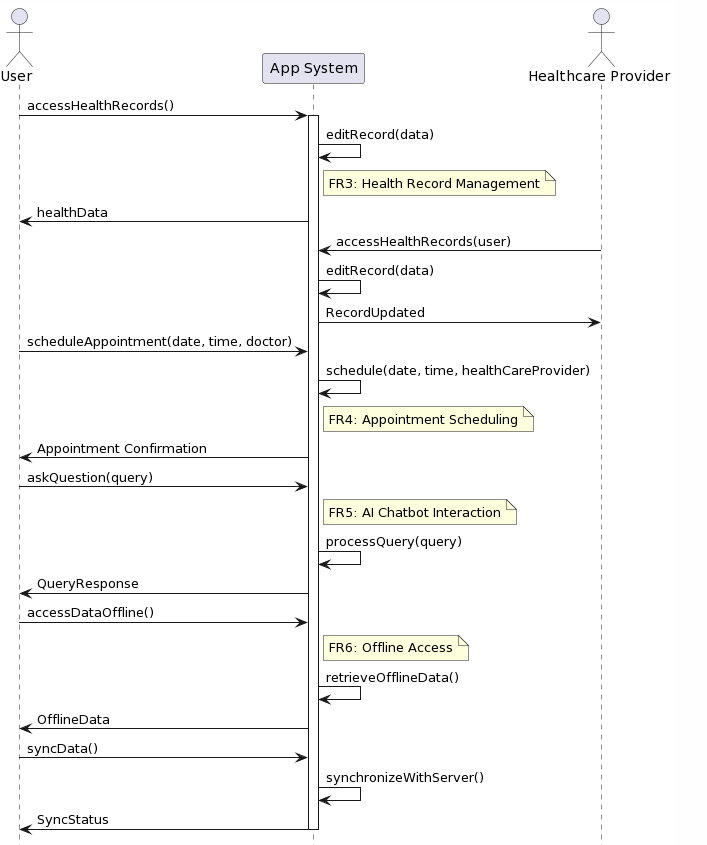 User
App System
Healthcare Provider
accessHealthRecords()
editRecord(data)
FR3: Health Record Management
healthData
accessHealthRecords(user)
editRecord(data)
RecordUpdated
scheduleAppointment(date, time, doctor)
schedule(date, time, healthCareProvider)
FR4: Appointment Scheduling
Appointment Confirmation
askQuestion(query)
FR5: AI Chatbot Interaction
processQuery(query)
QueryResponse
accessDataOffline()
FR6: Offline Access
retrieveOfflineData()
OfflineData
syncData()
synchronizeWithServer()
SyncStatus